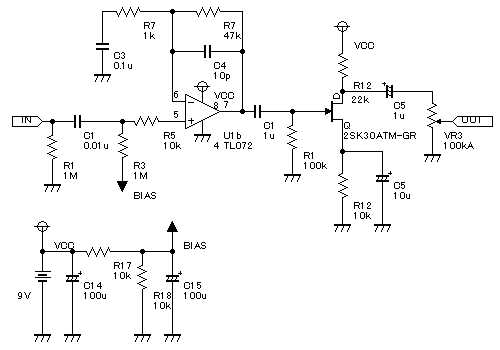 R7
1k
R7
47k
C3
0.1u
C4
10p
VCC
R12
22k
C5
1u
6
VCC
8 7
5
IN
C1
0.01u
R5
10k
U1b
4 TL072
C1
1u
D
Q
2SK30ATM-GR
OUT
VR3
100kA
R1
1M
R3
1M
BIAS
R1
100k
R12
10k
C5
10u
VCC
BIAS
9V
C14
100u
R17
10k
R18
10k
C15
100u